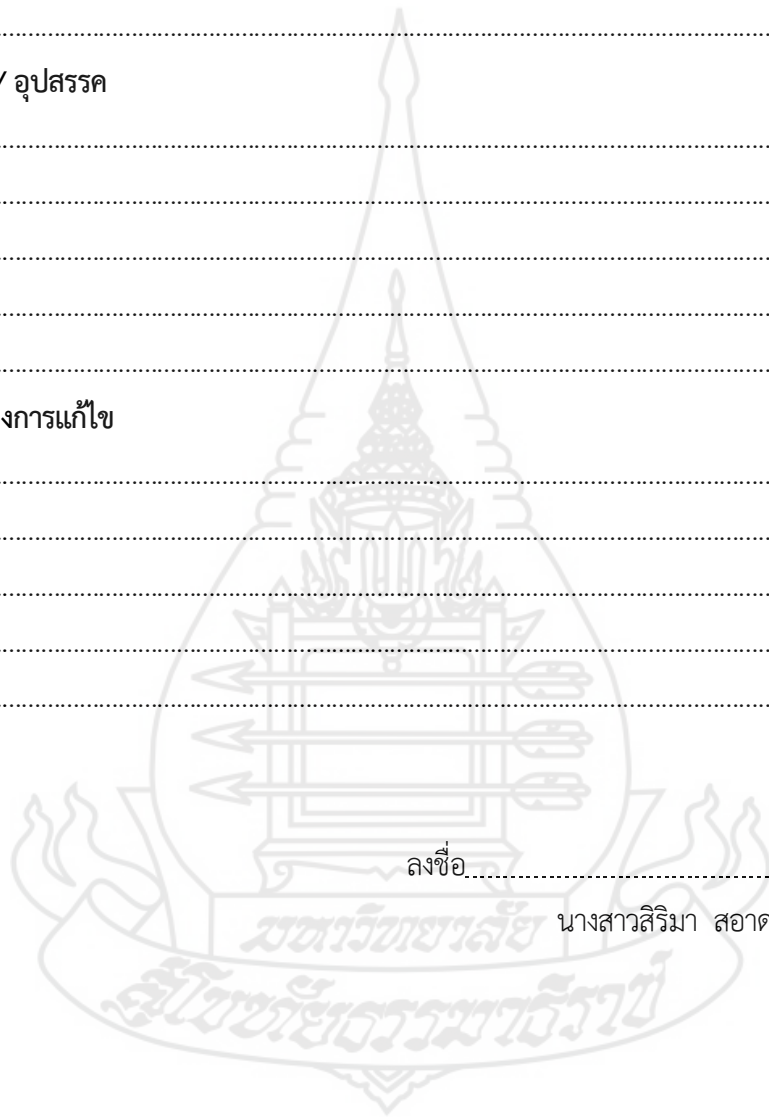 / อุปสรรค
งการแก้ไข
ลงชื่อ
นางสาวสิริมา สอาด
มหาวิทยาลัย
สุโขทัยธรรมาธิราช